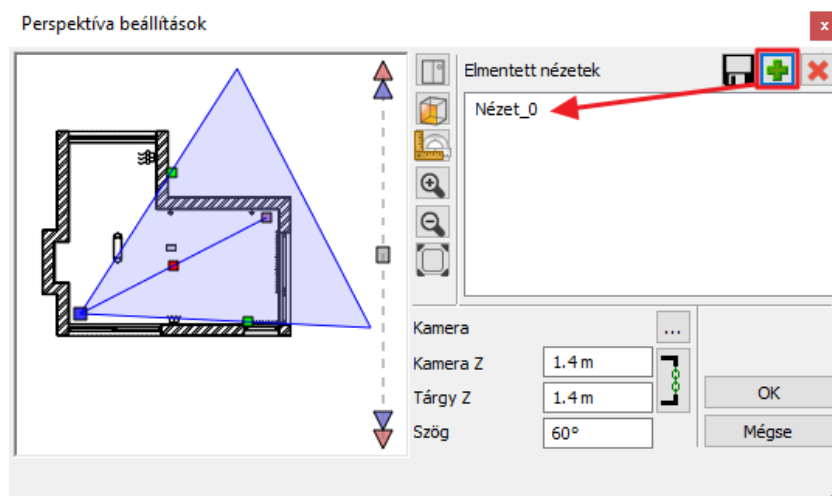 Perspektíva beállítások
x
Elmentett nézetek
Nézet_0
Kamera
...
Kamera Z
1.4 m
Tárgy Z
1.4 m
OK
Szög
60°
Mégse